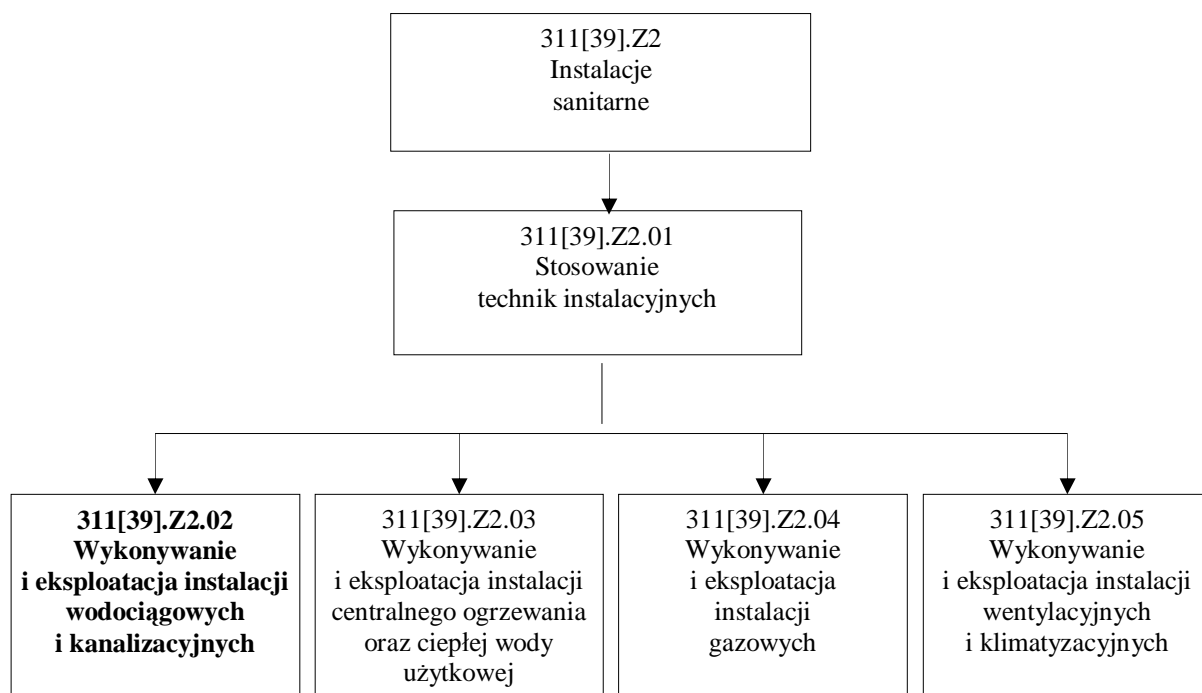 311[39].Z2
Instalacje
sanitarne
311[39].Z2.01
Stosowanie
technik instalacyjnych
311[39].Z2.02
Wykonywanie
i eksploatacja instalacji
wodociągowych
i kanalizacyjnych
311[39].Z2.03
Wykonywanie
i eksploatacja instalacji
centralnego ogrzewania
oraz ciepłej wody
użytkowej
311[39].Z2.04
Wykonywanie
i eksploatacja
instalacji
gazowych
311[39].Z2.05
Wykonywanie
i eksploatacja instalacji
wentylacyjnych
i klimatyzacyjnych